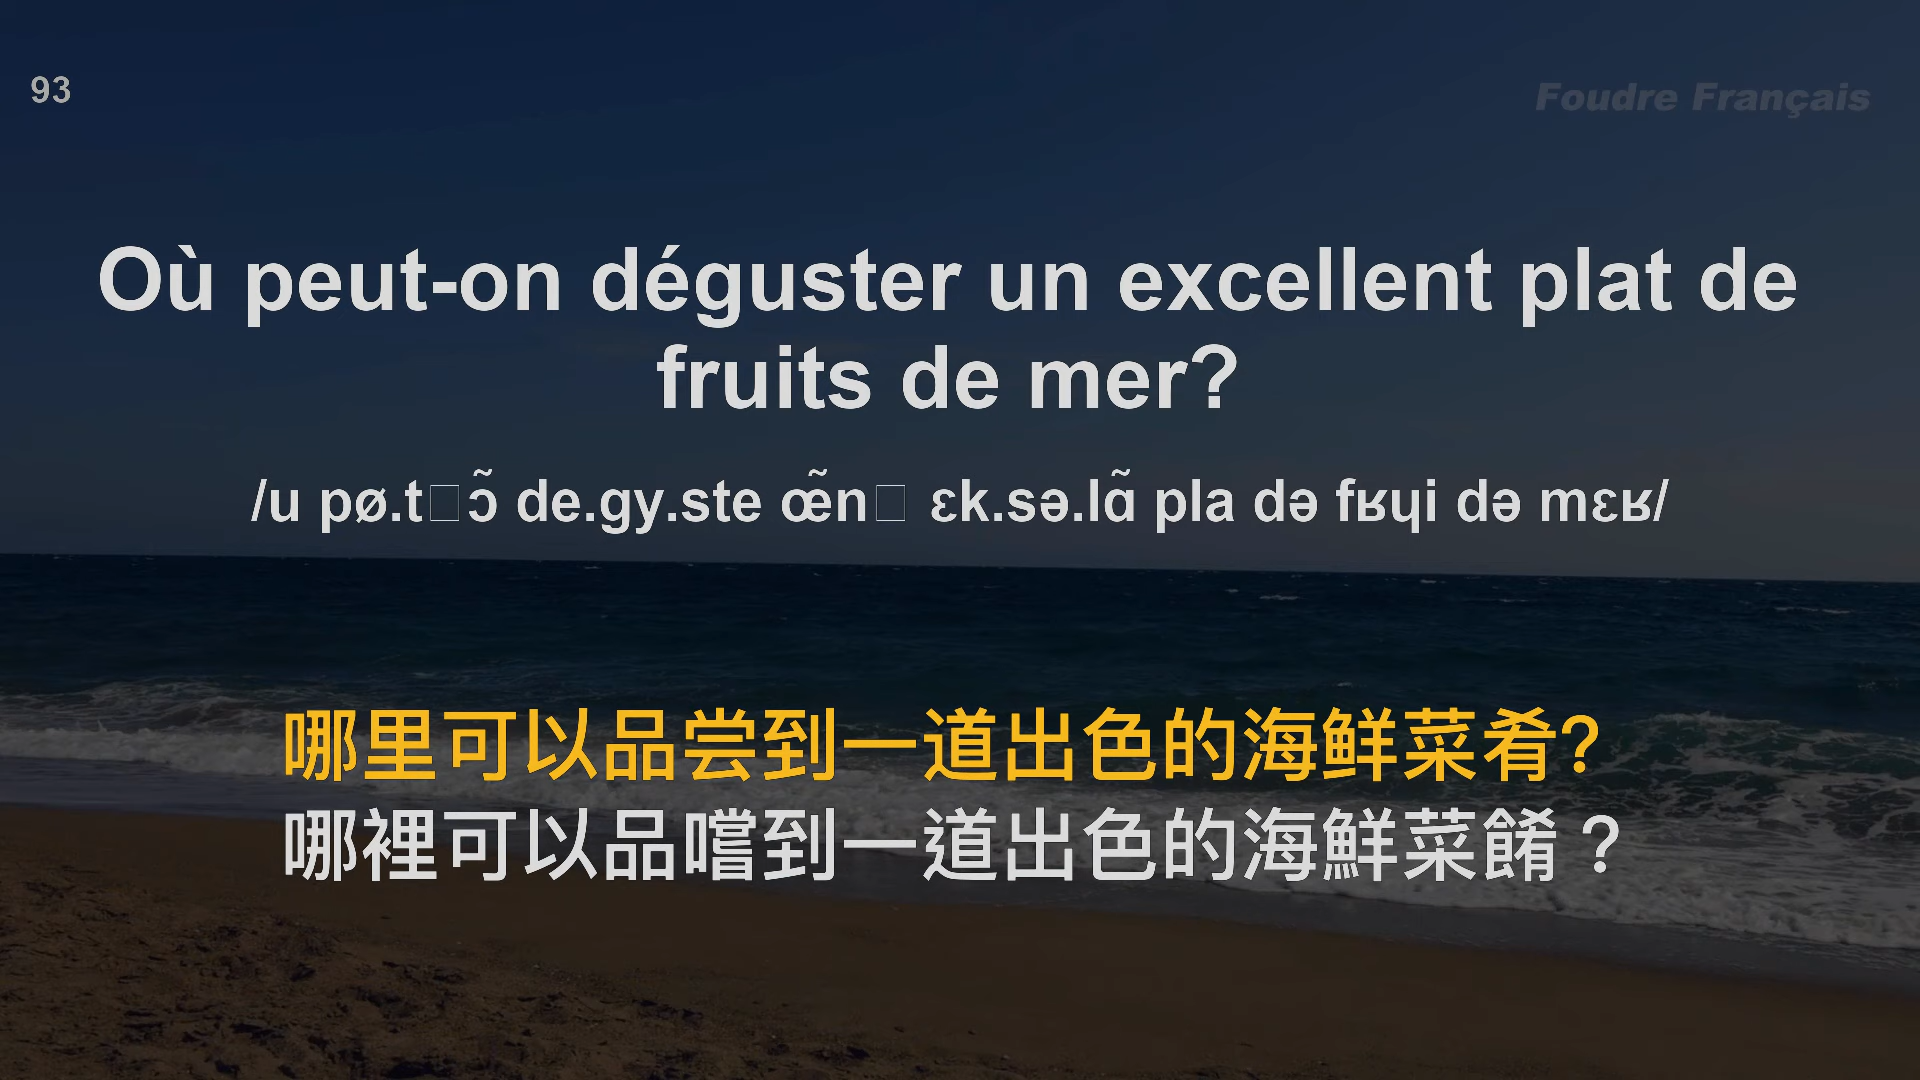 93
Foudre Français
Où peut-on déguster un excellent plat de
fruits de mer?
/u pø.t□ɔ̃ de.gy.ste œ̃n□ ɛk.sə.lɑ̃ pla də fʁɥi də mɛʁ/
哪里可以品尝到一道出色的海鲜菜肴?
哪裡可以品嚐到一道出色的海鮮菜餚？